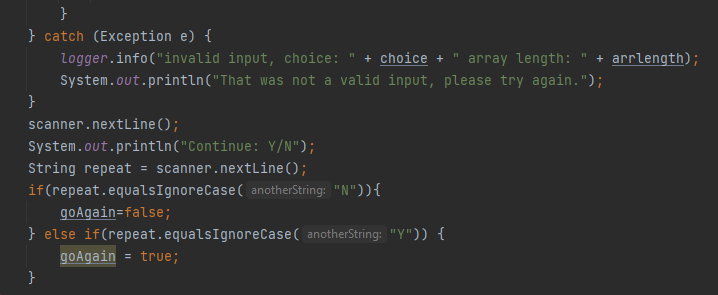 }
} catch (Exception e) {
logger.info("invalid input, choice: " + choice + " array length: " + arrlength);
System.out.println("That was not a valid input, please try again.");
}
scanner.nextLine();
System.out.println("Continue: Y/N");
String repeat = scanner.nextLine();
if(repeat.equalsIgnoreCase( anotherString: "N")){
goAgain=false;
} else if(repeat.equalsIgnoreCase( anotherString: "Y")) {
goAgain = true;
}